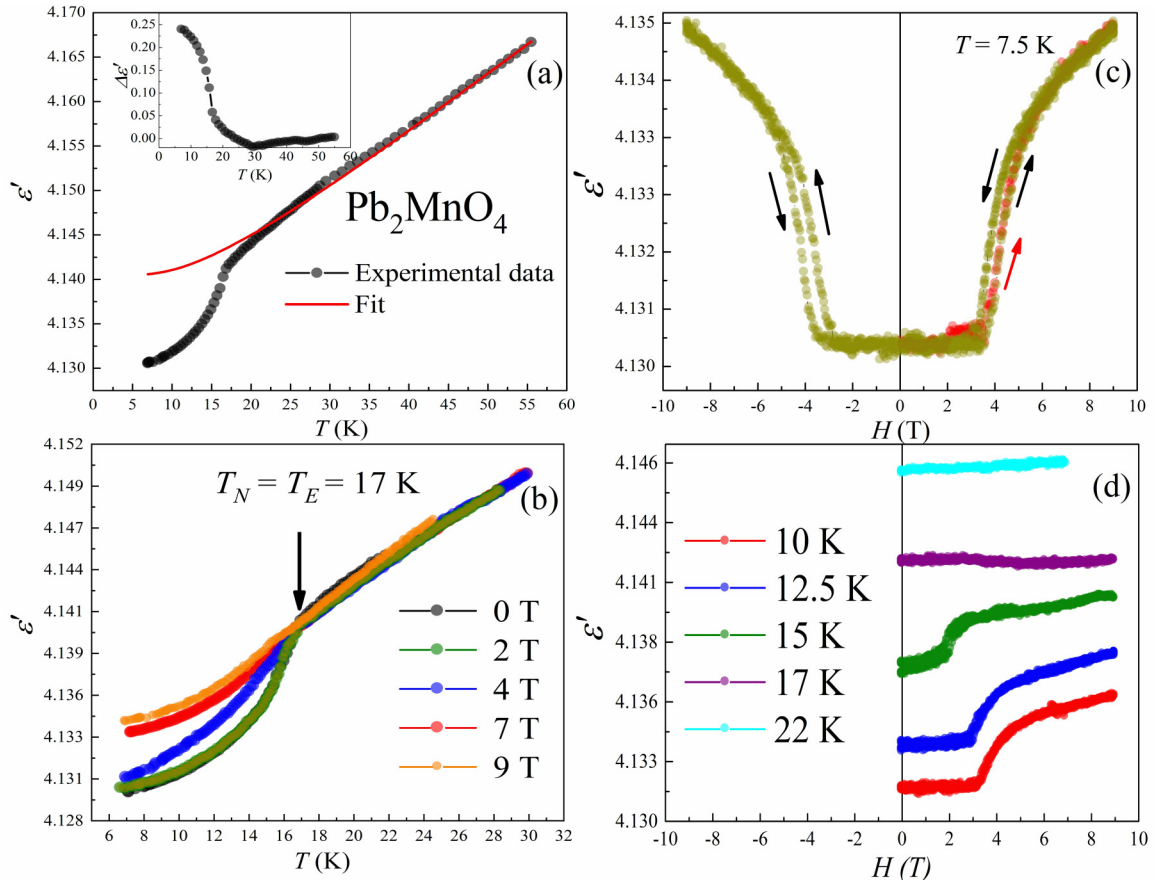 4.170
4.165
4.160
4.155
4.150
4.145
4.140
4.135
4.130
ε'
0 5 10 15 20 25 30 35 40 45 50 55 60
T (K)
0.25
0.20
0.15
0.10
0.05
0.00
Δε'
0 10 20 30 40 50 60
T (K)
(a)
Pb₂MnO₄
Experimental data
Fit
4.135
4.134
4.133
4.133
4.132
4.131
4.130
ε'
-10 -8 -6 -4 -2 0 2 4 6 8 10
H (T)
T = 7.5 K
(c)
4.152
4.149
4.147
4.144
4.141
4.139
4.136
4.133
4.131
4.128
ε'
6 8 10 12 14 16 18 20 22 24 26 28 30 32
T (K)
T_N = T_E = 17 K
(b)
0 T
2 T
4 T
7 T
9 T
4.146
4.144
4.141
4.138
4.136
4.133
4.130
ε'
-10 -8 -6 -4 -2 0 2 4 6 8 10
H (T)
(d)
10 K
12.5 K
15 K
17 K
22 K